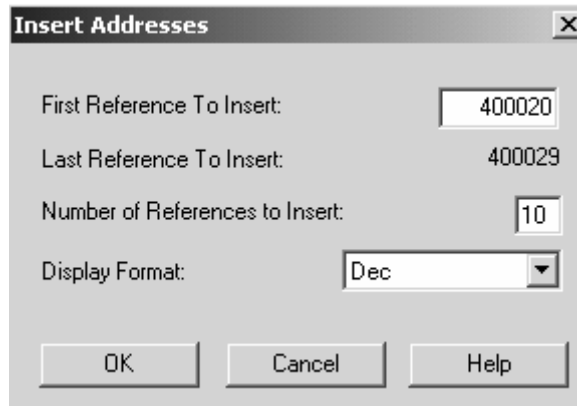 Insert Addresses
First Reference To Insert: 400020
Last Reference To Insert: 400029
Number of References to Insert: 10
Display Format: Dec
OK Cancel Help